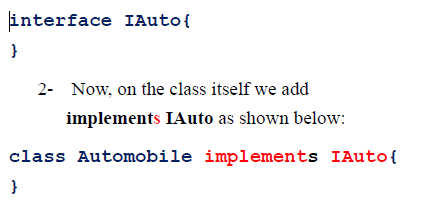 interface IAuto{
}
2- Now, on the class itself we add
implements IAuto as shown below:
class Automobile implements IAuto{
}